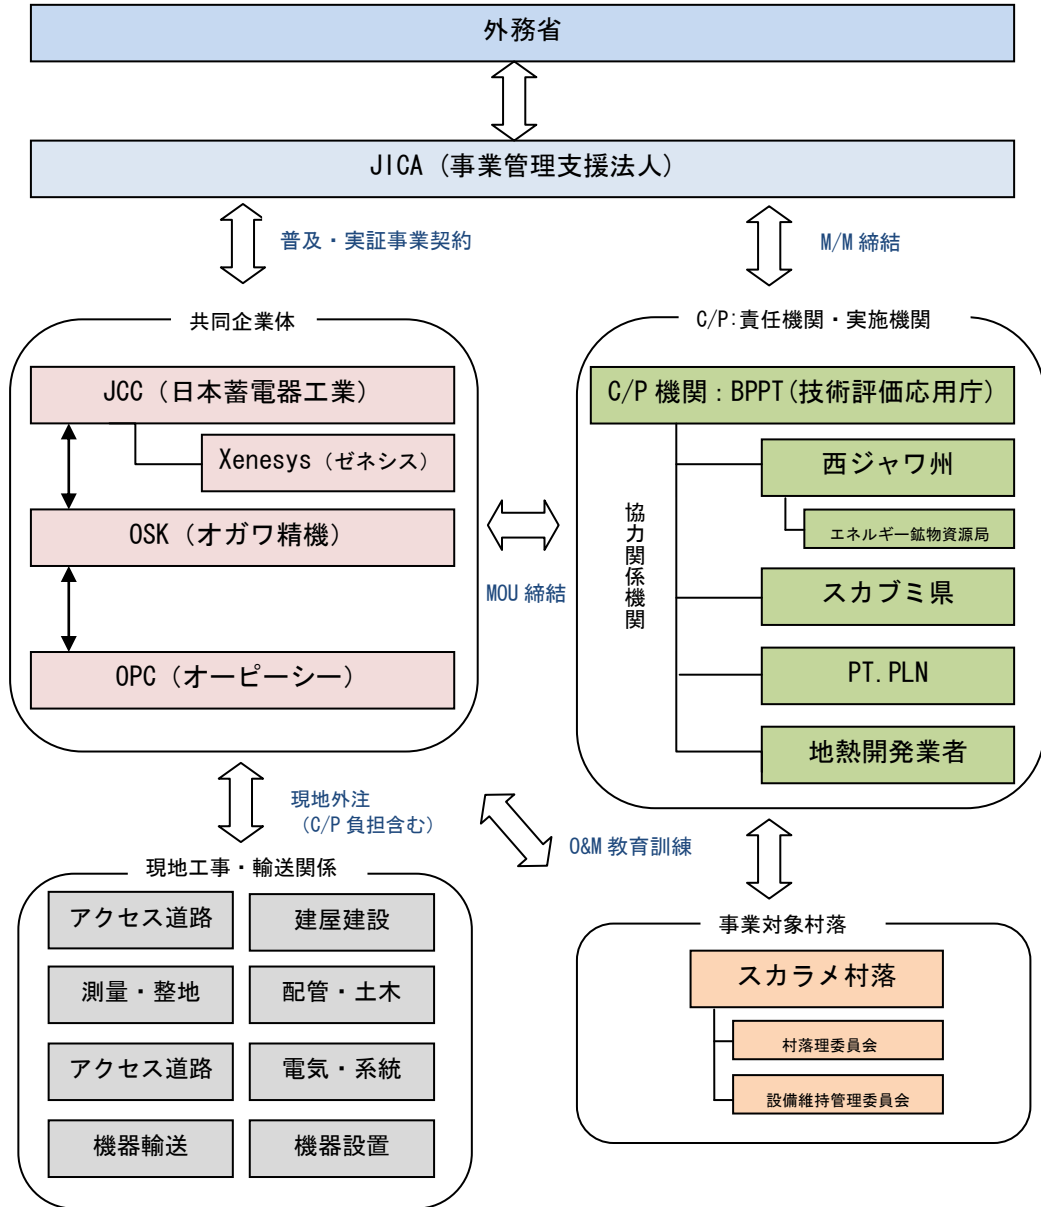 外務省
JICA（事業管理支援法人）
普及・実証事業契約
M/M 締結
共同企業体
JCC（日本蓄電器工業）
Xenesys（ゼネシス）
OSK（オガワ精機）
OPC（オーピーシー）
MOU 締結
C/P:責任機関・実施機関
C/P 機関：BPPT(技術評価応用庁)
協力関係機関
西ジャワ州
エネルギー鉱物資源局
スカブミ県
PT.PLN
地熱開発業者
現地外注
（C/P 負担含む）
O&M 教育訓練
現地工事・輸送関係
アクセス道路
建屋建設
測量・整地
配管・土木
アクセス道路
電気・系統
機器輸送
機器設置
事業対象村落
スカラメ村落
村落理委員会
設備維持管理委員会